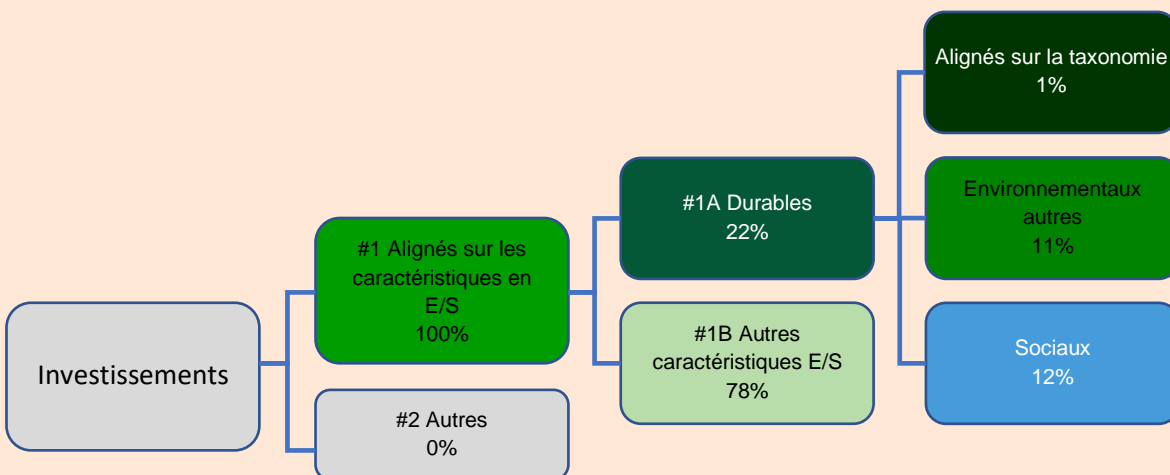 Investissements
#1 Alignés sur les
caractéristiques en
E/S
100%
#2 Autres
0%
#1A Durables
22%
#1B Autres
caractéristiques E/S
78%
Alignés sur la taxonomie
1%
Environnementaux
autres
11%
Sociaux
12%